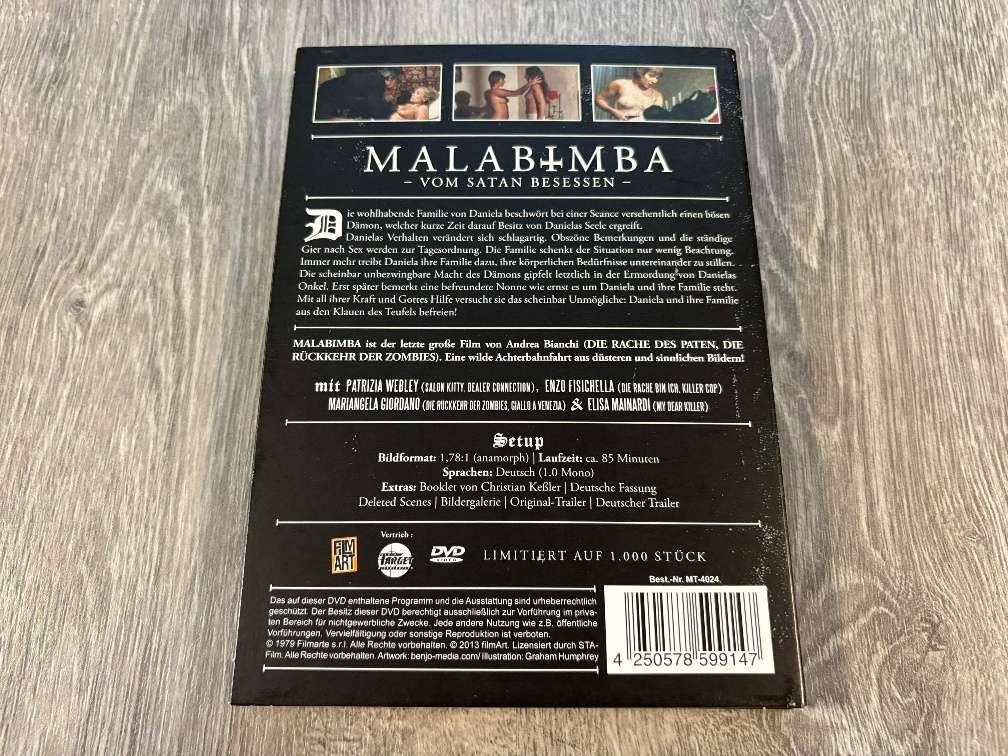 MALABIMBA
– VOM SATAN BESESSEN –
Die wohlhabende Familie von Daniela beschwört bei einer Seance versehentlich einen bösen
Dämon, welcher kurze Zeit darauf Besitz von Danielas Seele ergreift.
Danielas Verhalten verändert sich schlagartig. Obszöne Bemerkungen und die ständige
Gier nach Sex werden zur Tagesordnung. Die Familie schenkt der Situation nur wenig Beachtung.
Immer mehr treibt Daniela ihre Familie dazu, ihre körperlichen Bedürfnisse untereinander zu stillen.
Die scheinbar unbezwingbare Macht des Dämons gipfelt letztlich in der Ermordung von Danielas
Onkel. Erst später bemerkt eine befreundete Nonne wie ernst es um Daniela und ihre Familie steht.
Mit all ihrer Kraft und Gottes Hilfe versucht sie das scheinbar Unmögliche: Daniela und ihre Familie
aus den Klauen des Teufels befreien!
MALABIMBA ist der letzte große Film von Andrea Bianchi (DIE RACHE DES PATEN, DIE
RÜCKKEHR DER ZOMBIES). Eine wilde Achterbahnfahrt aus düsteren und sinnlichen Bildern!
mit PATRIZIA WEBLEY (SALON KITTY, DEALER CONNECTION), ENZO FISICHELLA (DIE RACHE BIN ICH, KILLER COP)
MARIANGELA GIORDANO (DIE RÜCKKEHR DER ZOMBIES, GIALLO A VENEZIA) & ELISA MAINARDI (MY DEAR KILLER)
Setup
Bildformat: 1,78:1 (anamorph) | Laufzeit: ca. 85 Minuten
Sprachen: Deutsch (1.0 Mono)
Extras: Booklet von Christian Keßler | Deutsche Fassung
Deleted Scenes | Bildergalerie | Original-Trailer | Deutscher Trailer
Vertrieb:
FILM
ART
TARGET
DVD
VIDEO
LIMITIERT AUF 1.000 STÜCK
Best.-Nr. MT-4024
Das auf dieser DVD enthaltene Programm und die Ausstattung sind urheberrechtlich
geschützt. Der Besitz dieser DVD berechtigt ausschließlich zur Vorführung im priva-
ten Bereich für nichtgewerbliche Zwecke. Jede andere Nutzung wie z.B. öffentliche
Vorführungen. Vervielfältigung oder sonstige Reproduktion ist verboten.
© 1979 Filmarte s.r.l. Alle Rechte vorbehalten. © 2013 filmArt. Lizensiert durch STA-
Film. Alle Rechte vorbehalten. Artwork: benjo-media.com/ Illustration: Graham Humphrey
4 250578 599147